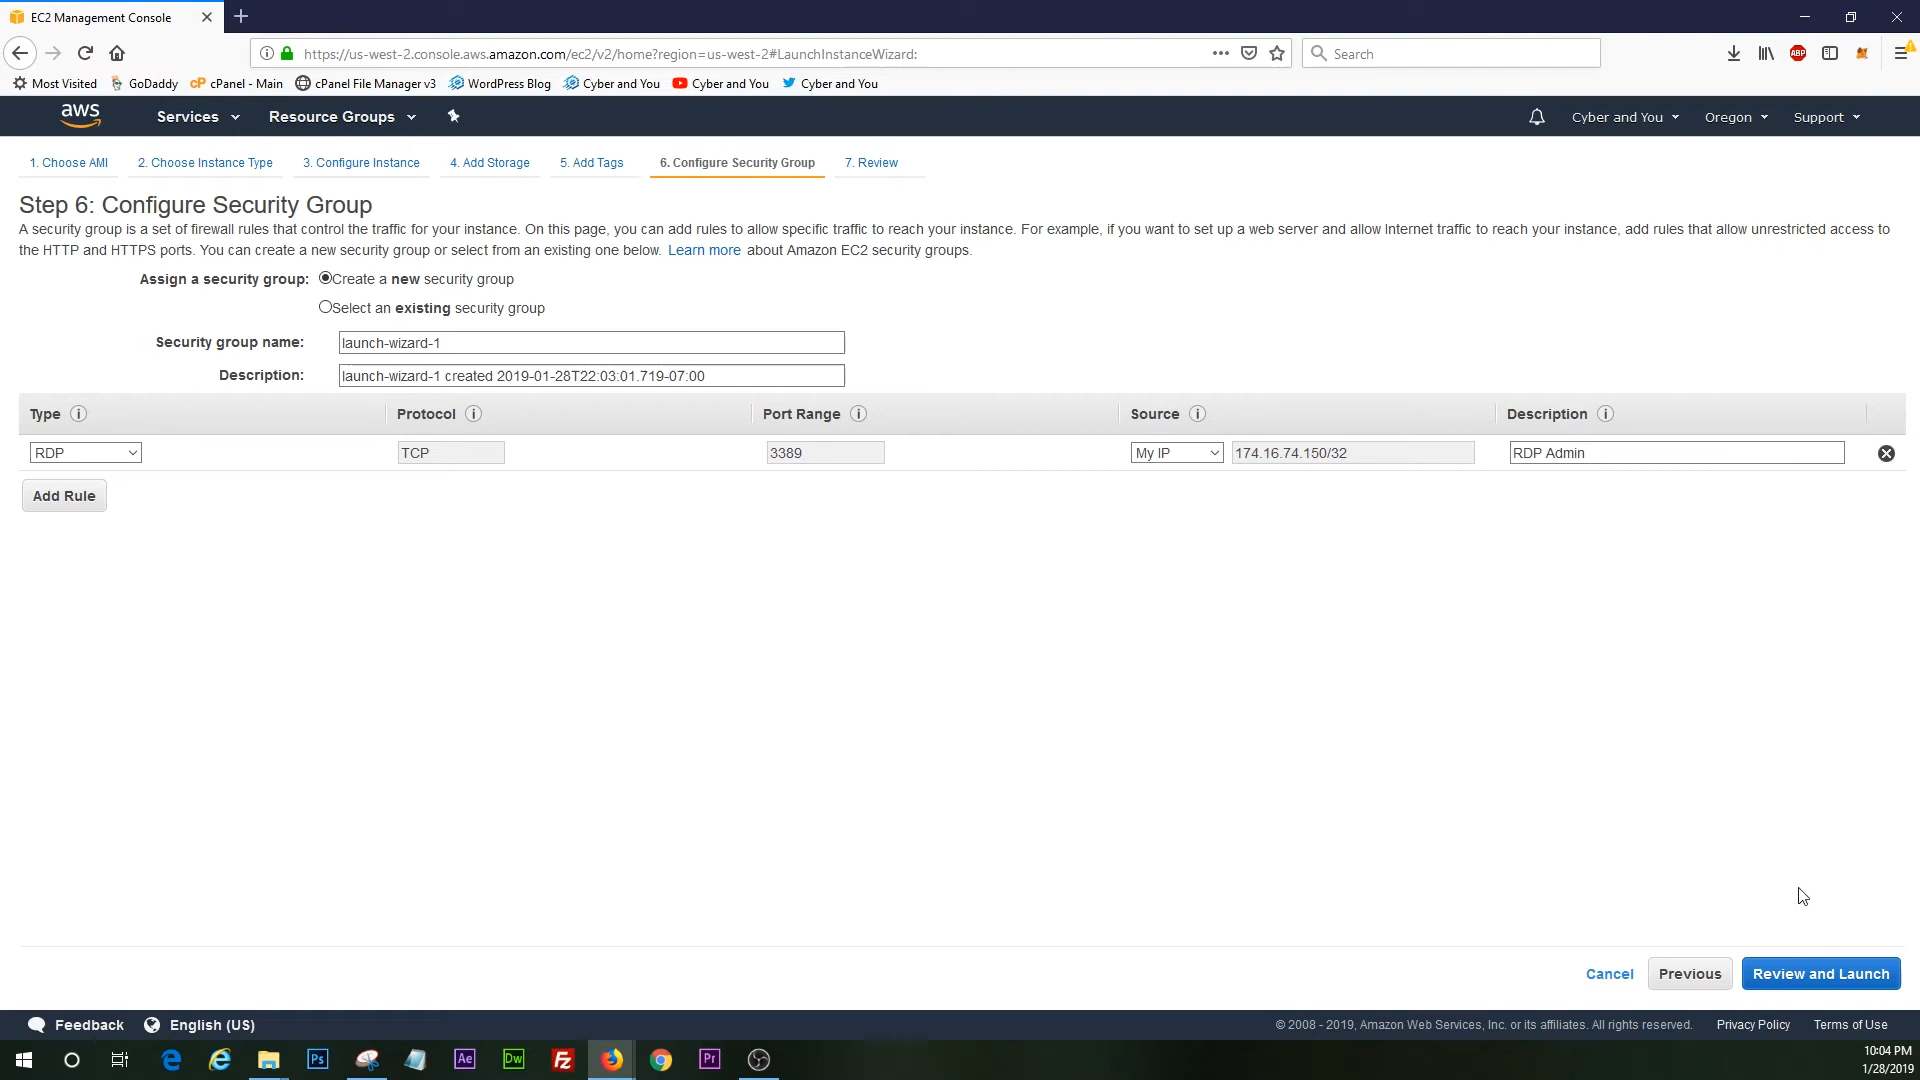 EC2 Management Console
https://us-west-2.console.aws.amazon.com/ec2/v2/home?region=us-west-2#LaunchInstanceWizard:
Search
ABP
Most Visited
GoDaddy
cP cPanel - Main
cPanel File Manager v3
WordPress Blog
Cyber and You
Cyber and You
Cyber and You
aws
Services
Resource Groups
Cyber and You
Oregon
Support
1. Choose AMI
2. Choose Instance Type
3. Configure Instance
4. Add Storage
5. Add Tags
6. Configure Security Group
7. Review
Step 6: Configure Security Group
A security group is a set of firewall rules that control the traffic for your instance. On this page, you can add rules to allow specific traffic to reach your instance. For example, if you want to set up a web server and allow Internet traffic to reach your instance, add rules that allow unrestricted access to
the HTTP and HTTPS ports. You can create a new security group or select from an existing one below. Learn more about Amazon EC2 security groups.
Assign a security group: Create a new security group
Select an existing security group
Security group name: launch-wizard-1
Description: launch-wizard-1 created 2019-01-28T22:03:01.719-07:00
Type
Protocol
Port Range
Source
Description
RDP
TCP
3389
My IP
174.16.74.150/32
RDP Admin
Add Rule
Cancel
Previous
Review and Launch
Feedback
English (US)
© 2008 - 2019, Amazon Web Services, Inc. or its affiliates. All rights reserved.
Privacy Policy
Terms of Use
Ps
Ae
Dw
Fz
Pr
10:04 PM
1/28/2019